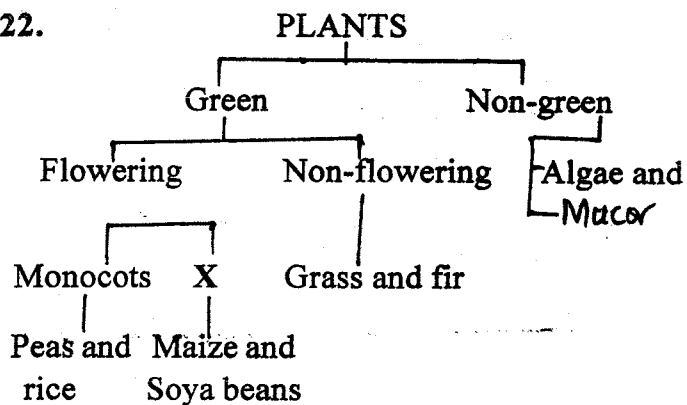 22. PLANTS
Green Non-green
Flowering Non-flowering Algae and
Mucor
Monocots X Grass and fir
Peas and Maize and
rice Soya beans